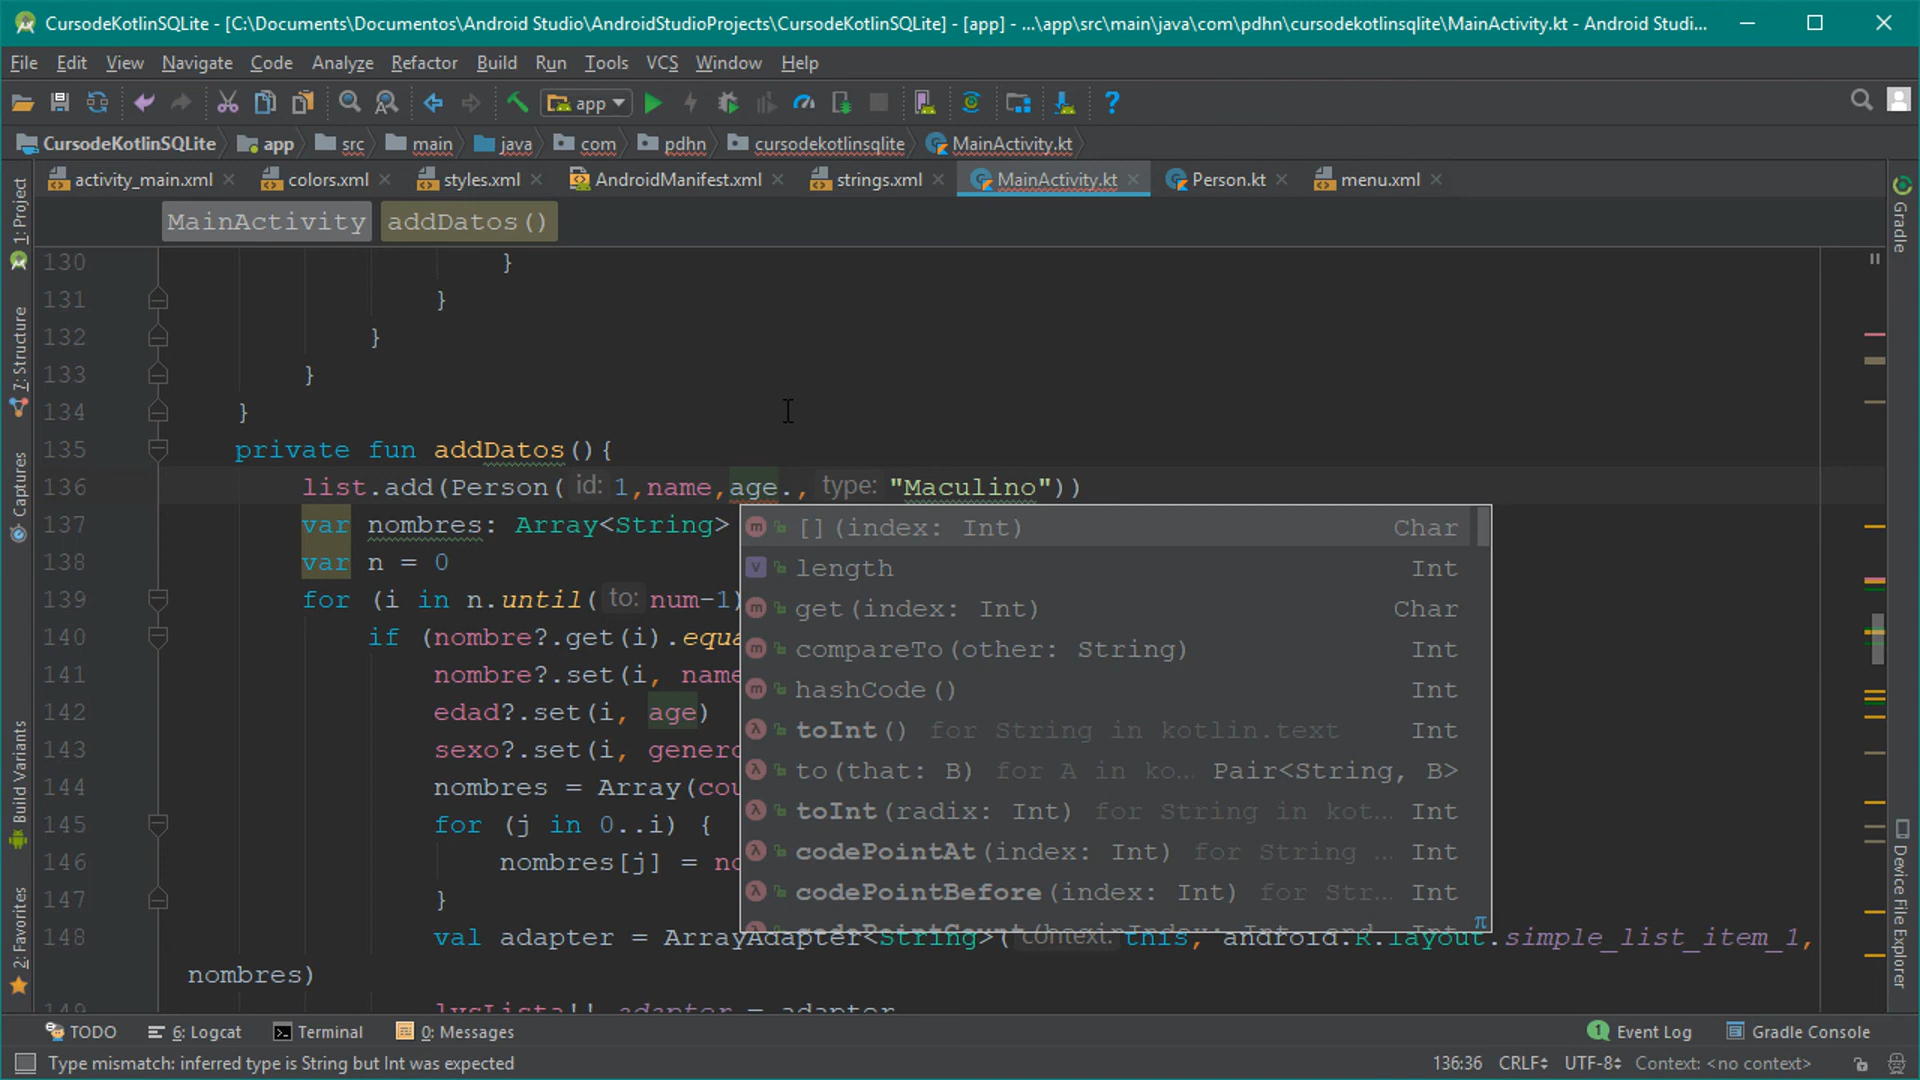 CursodeKotlinSQLite - [C:\Documents\Documentos\Android Studio\AndroidStudioProjects\CursodeKotlinSQLite] - [app] - ...\app\src\main\java\com\pdhn\cursodekotlinsqlite\MainActivity.kt - Android Studi...
File Edit View Navigate Code Analyze Refactor Build Run Tools VCS Window Help
app
CursodeKotlinSQLite app src main java com pdhn cursodekotlinsqlite MainActivity.kt
activity_main.xml colors.xml styles.xml AndroidManifest.xml strings.xml MainActivity.kt Person.kt menu.xml
MainActivity addDatos()
1: Project
7: Structure
Captures
Build Variants
2: Favorites
Gradle
Device File Explorer
130 }
131 }
132 }
133 }
134 }
135 private fun addDatos(){
136 list.add(Person( id: 1,name,age., type: "Maculino"))
137 var nombres: Array<String>
138 var n = 0
139 for (i in n.until( to: num-1)
140 if (nombre?.get(i).equa
141 nombre?.set(i, name
142 edad?.set(i, age)
143 sexo?.set(i, genero
144 nombres = Array(cou
145 for (j in 0..i) {
146 nombres[j] = no
147 }
148 val adapter = ArrayAdapter<String>( context: this, android.R.layout.simple_list_item_1,
nombres)
149 lvsLista!!.adapter = adapter
[](index: Int) Char
length Int
get(index: Int) Char
compareTo(other: String) Int
hashCode() Int
toInt() for String in kotlin.text Int
to(that: B) for A in ko... Pair<String, B>
toInt(radix: Int) for String in kot... Int
codePointAt(index: Int) for String ... Int
codePointBefore(index: Int) for Str... Int
π
TODO 6: Logcat Terminal 0: Messages 1 Event Log Gradle Console
Type mismatch: inferred type is String but Int was expected 136:36 CRLF UTF-8 Context: <no context>